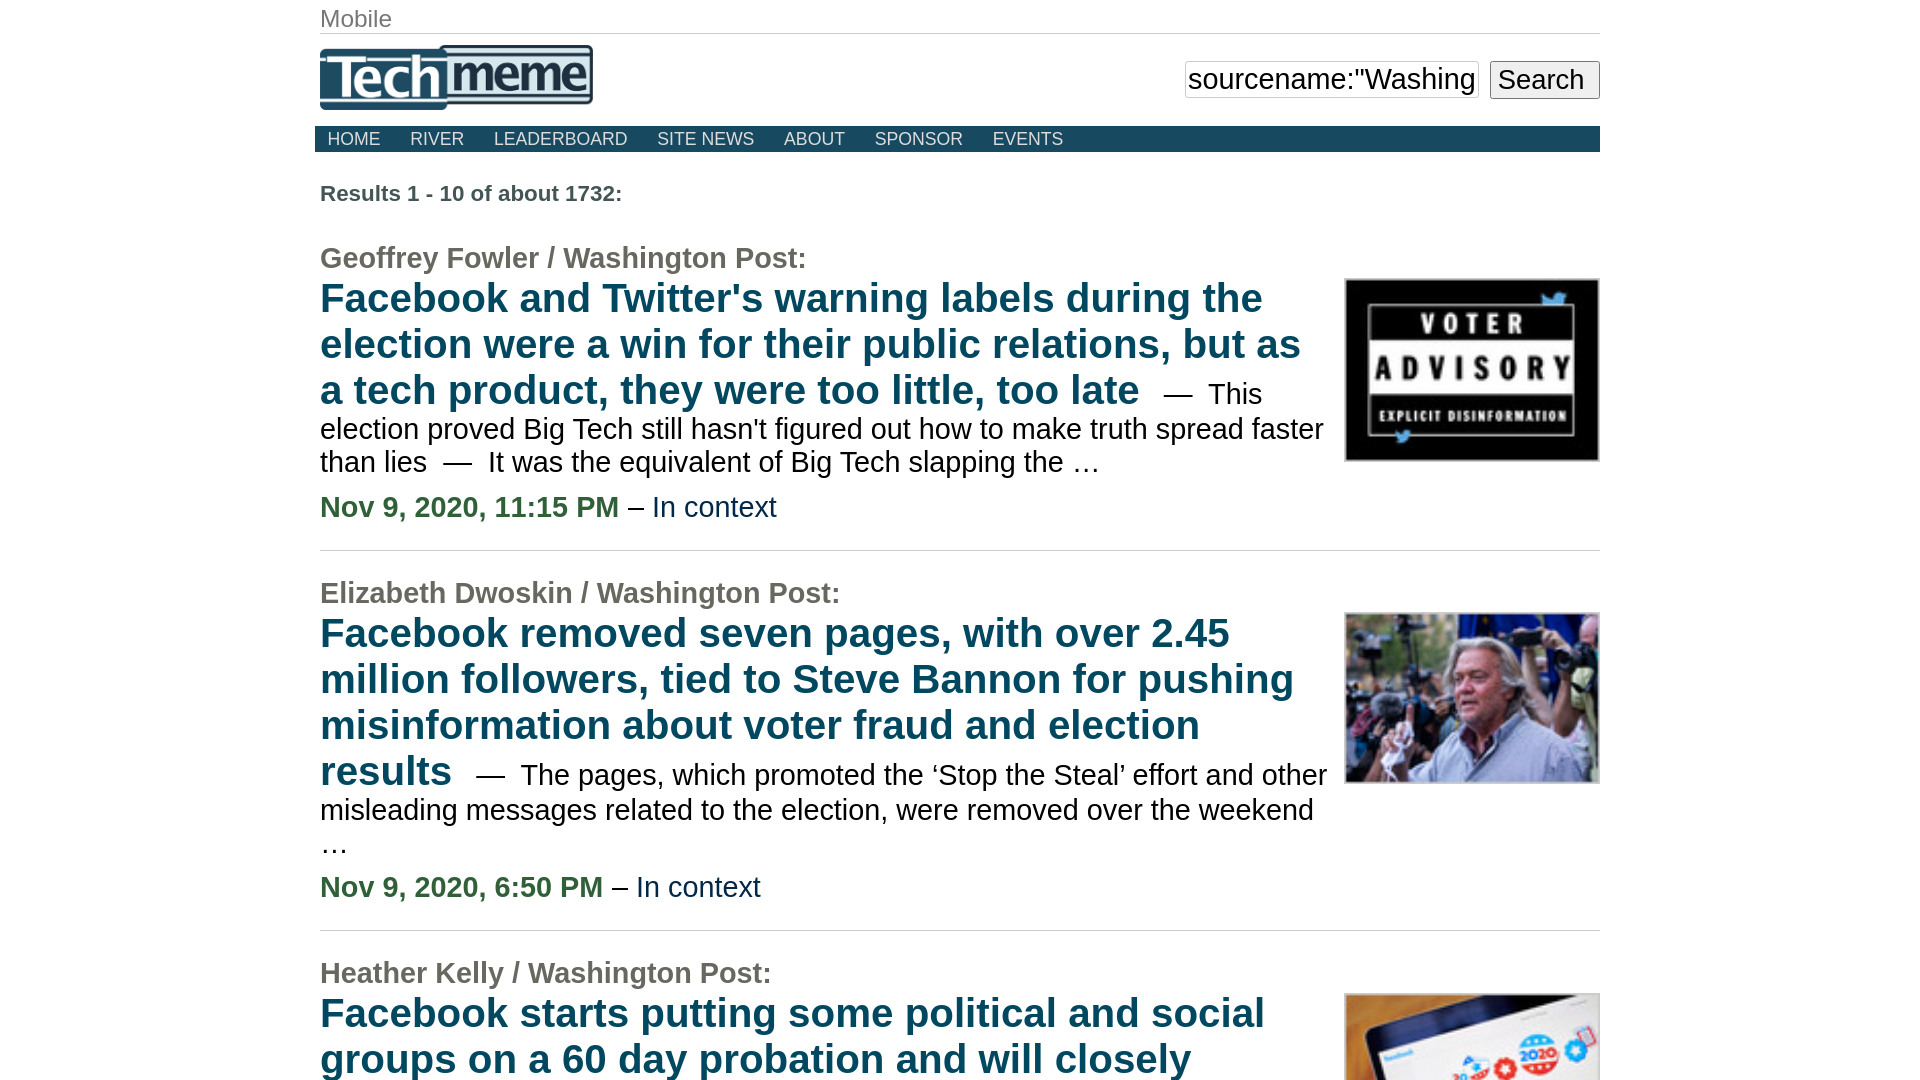 Mobile
Techmeme
sourcename:"Washing
Search
HOME RIVER LEADERBOARD SITE NEWS ABOUT SPONSOR EVENTS
Results 1 - 10 of about 1732:
Geoffrey Fowler / Washington Post:
Facebook and Twitter's warning labels during the
election were a win for their public relations, but as
a tech product, they were too little, too late — This
election proved Big Tech still hasn't figured out how to make truth spread faster
than lies — It was the equivalent of Big Tech slapping the …
Nov 9, 2020, 11:15 PM – In context
VOTER
ADVISORY
EXPLICIT DISINFORMATION
Elizabeth Dwoskin / Washington Post:
Facebook removed seven pages, with over 2.45
million followers, tied to Steve Bannon for pushing
misinformation about voter fraud and election
results — The pages, which promoted the ‘Stop the Steal’ effort and other
misleading messages related to the election, were removed over the weekend
…
Nov 9, 2020, 6:50 PM – In context
Heather Kelly / Washington Post:
Facebook starts putting some political and social
groups on a 60 day probation and will closely
facebook
2020